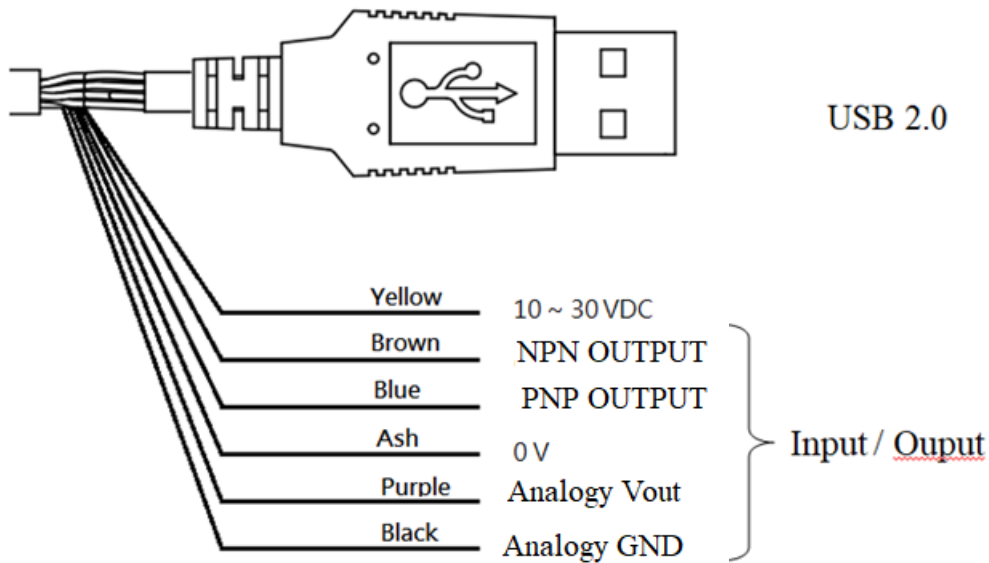 USB 2.0
Yellow 10 ~ 30 VDC
Brown NPN OUTPUT
Blue PNP OUTPUT
Ash 0 V
Input / Ouput
Purple Analogy Vout
Black Analogy GND